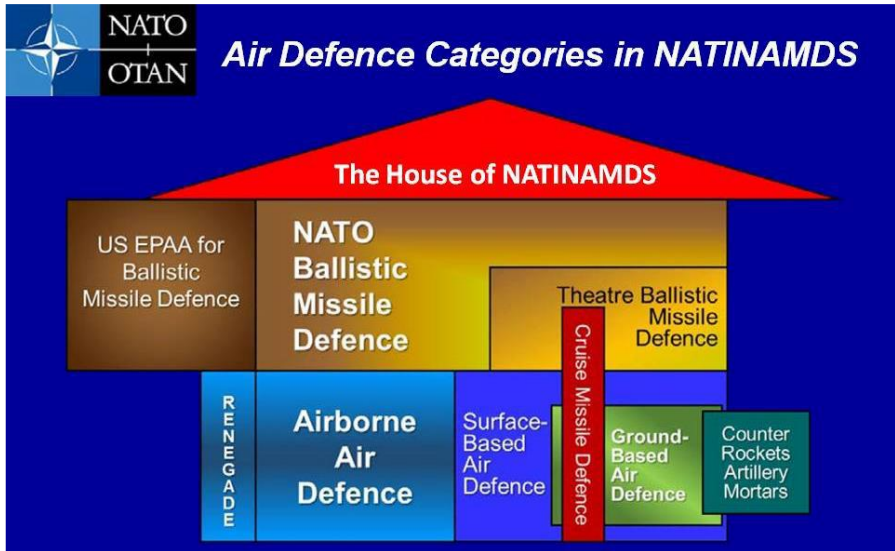 NATO
OTAN
Air Defence Categories in NATINAMDS
The House of NATINAMDS
US EPAA for
Ballistic
Missile Defence
NATO
Ballistic
Missile
Defence
Theatre Ballistic
Missile
Defence
Cruise Missile Defence
RENEGADE
Airborne
Air
Defence
Surface-
Based
Air
Defence
Ground-
Based
Air
Defence
Counter
Rockets
Artillery
Mortars